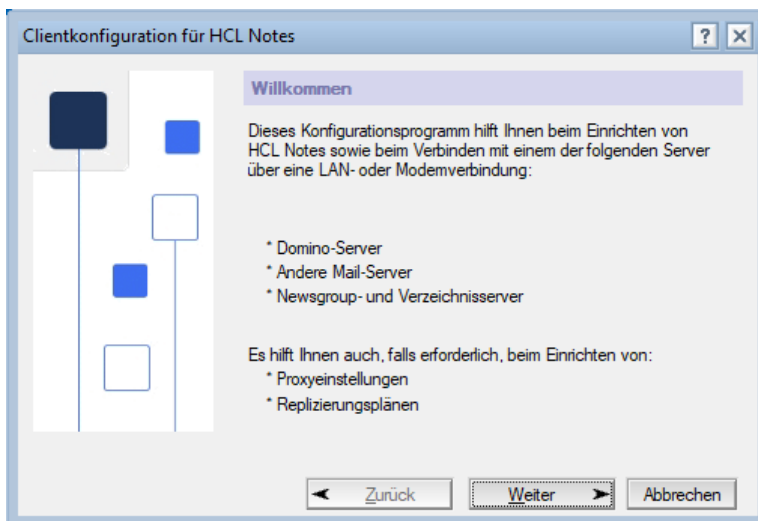 Clientkonfiguration für HCL Notes
Willkommen
Dieses Konfigurationsprogramm hilft Ihnen beim Einrichten von
HCL Notes sowie beim Verbinden mit einem der folgenden Server
über eine LAN- oder Modemverbindung:
* Domino-Server
* Andere Mail-Server
* Newsgroup- und Verzeichnisserver
Es hilft Ihnen auch, falls erforderlich, beim Einrichten von:
* Proxyeinstellungen
* Replizierungsplänen
Zurück
Weiter
Abbrechen